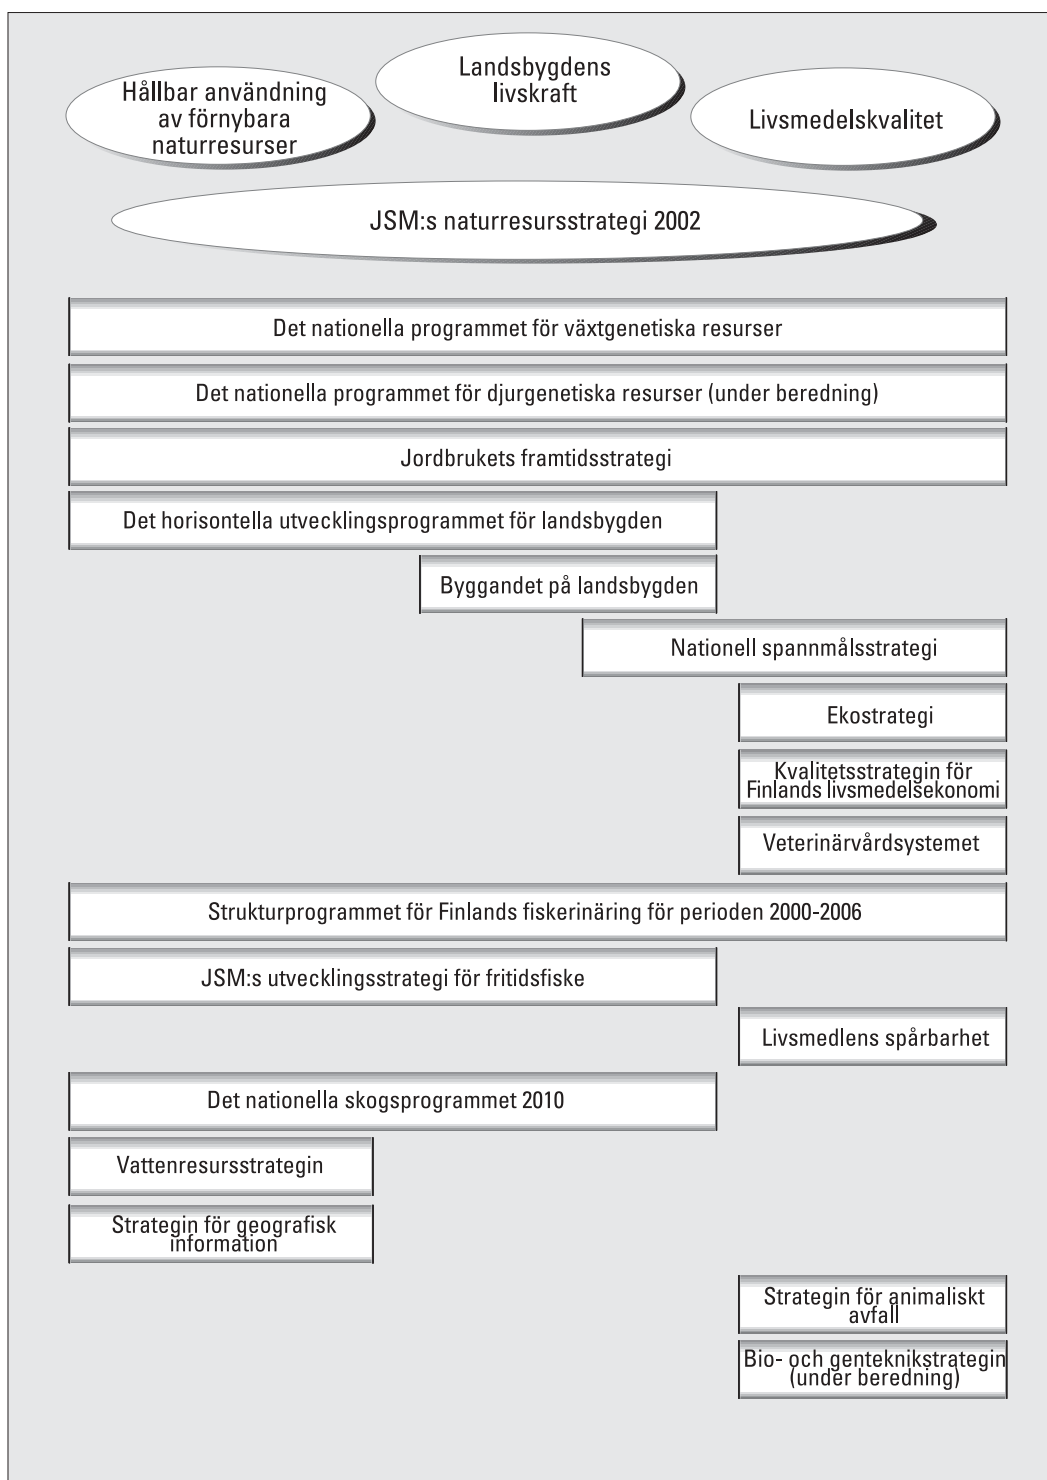 Hållbar användning
av förnybara
naturresurser
Landsbygdens
livskraft
Livsmedelskvalitet
JSM:s naturresursstrategi 2002
Det nationella programmet för växtgenetiska resurser
Det nationella programmet för djurgenetiska resurser (under beredning)
Jordbrukets framtidsstrategi
Det horisontella utvecklingsprogrammet för landsbygden
Byggandet på landsbygden
Nationell spannmålsstrategi
Ekostrategi
Kvalitetsstrategin för
Finlands livsmedelsekonomi
Veterinärvårdsystemet
Strukturprogrammet för Finlands fiskerinäring för perioden 2000-2006
JSM:s utvecklingsstrategi för fritidsfiske
Livsmedlens spårbarhet
Det nationella skogsprogrammet 2010
Vattenresursstrategin
Strategin för geografisk
information
Strategin för animaliskt
avfall
Bio- och genteknikstrategin
(under beredning)